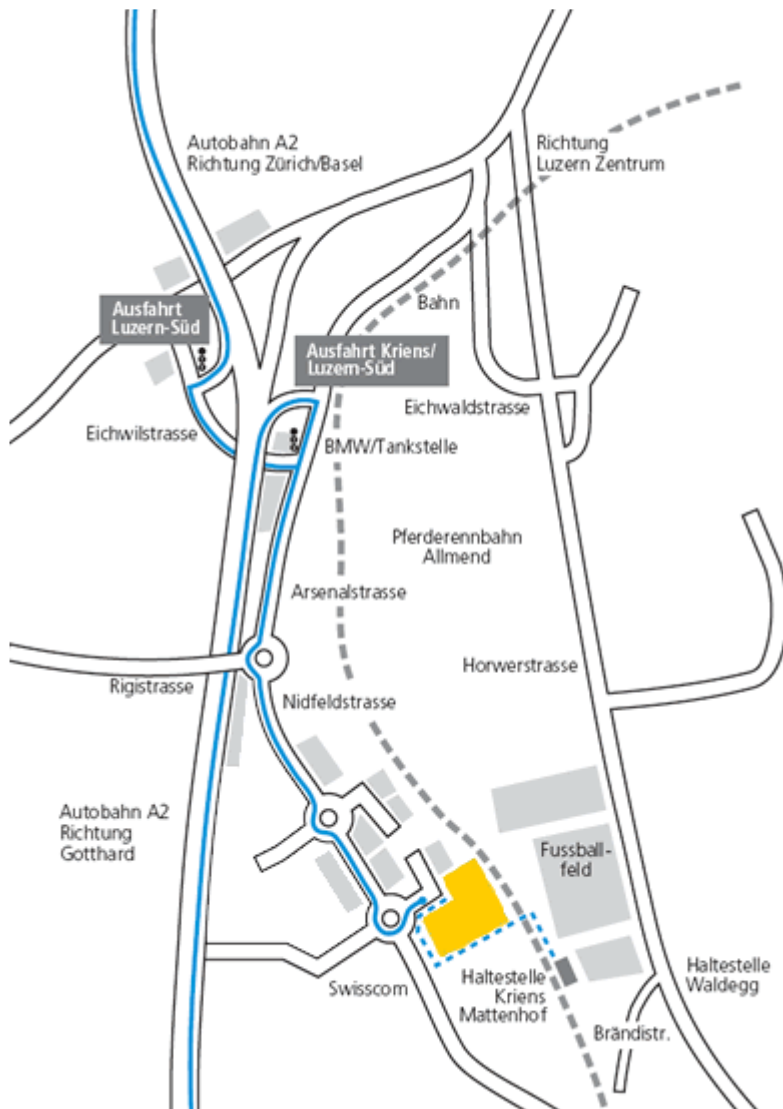 Autobahn A2
Richtung Zürich/Basel
Richtung
Luzern Zentrum
Ausfahrt
Luzern-Süd
Bahn
Ausfahrt Kriens/
Luzern-Süd
Eichwaldstrasse
Eichwilstrasse
BMW/Tankstelle
Pferderennbahn
Allmend
Arsenalstrasse
Horwerstrasse
Rigistrasse
Nidfeldstrasse
Autobahn A2
Richtung
Gotthard
Fussball-
feld
Haltestelle
Waldegg
Haltestelle
Kriens
Mattenhof
Swisscom
Brändistr.